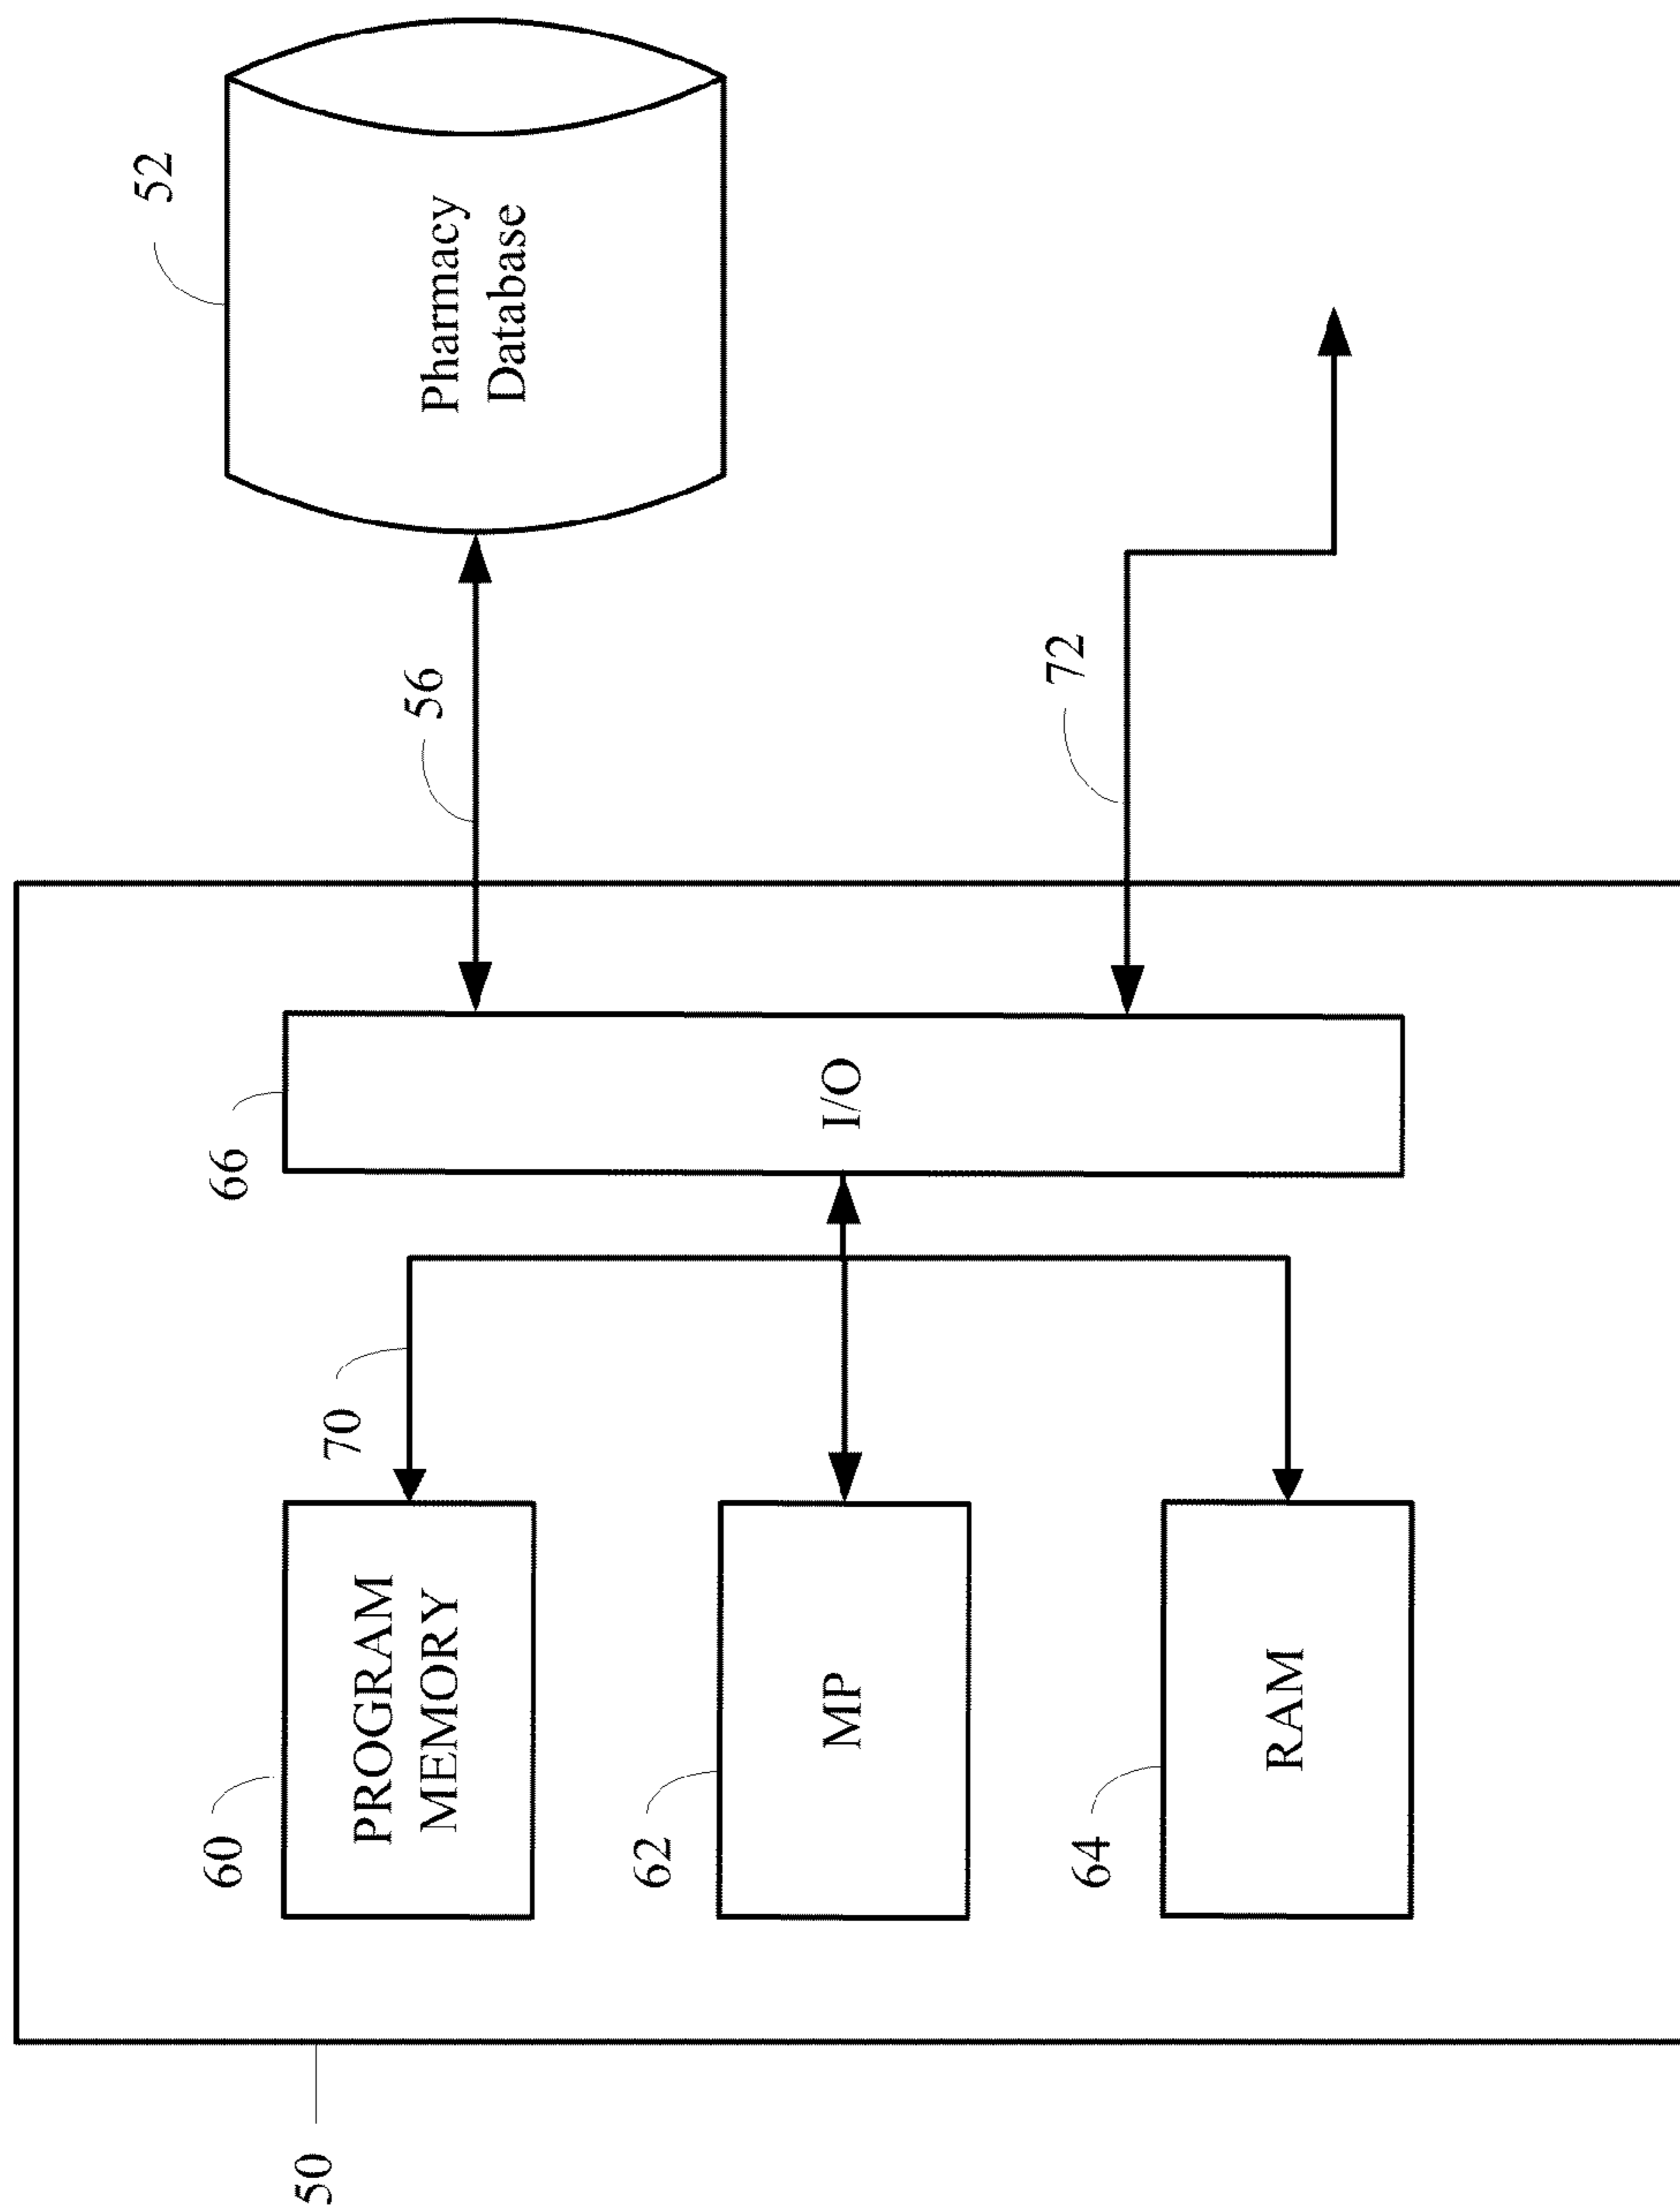 50
60
PROGRAM
MEMORY
70
66
62
MP
I/O
64
RAM
56
52
Pharmacy
Database
72